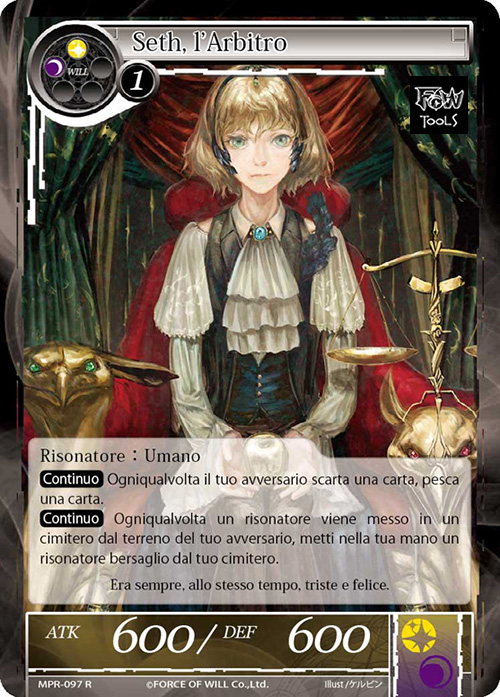 Seth, l'Arbitro
WILL
1
FoW
TOOLS
Risonatore : Umano
Continuo Ogniqualvolta il tuo avversario scarta una carta, pesca
una carta.
Continuo Ogniqualvolta un risonatore viene messo in un
cimitero dal terreno del tuo avversario, metti nella tua mano un
risonatore bersaglio dal tuo cimitero.
Era sempre, allo stesso tempo, triste e felice.
ATK 600 / DEF 600
MPR-097 R ©FORCE OF WILL Co.,Ltd. Illust/ケルビン